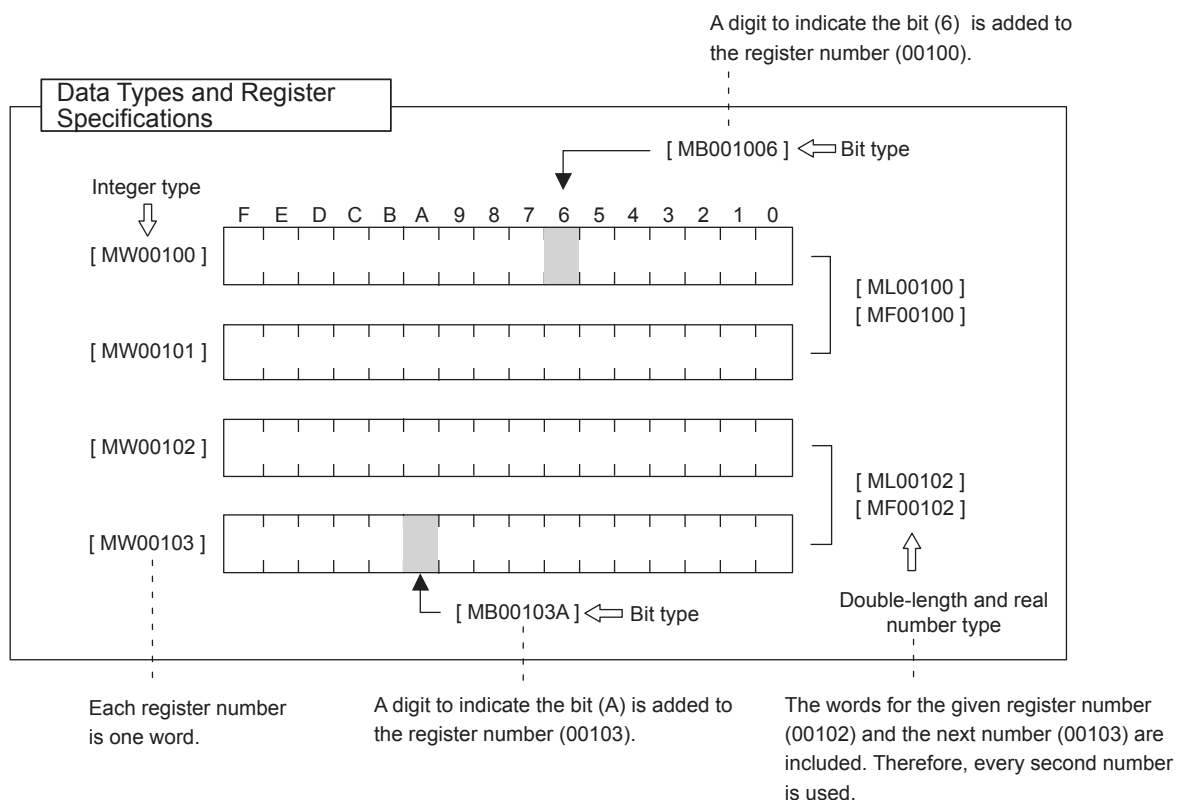 A digit to indicate the bit (6)  is added to
the register number (00100).
Data Types and Register
Specifications
[ MB001006 ]
Bit type
Integer type
F E D C B A 9 8 7 6 5 4 3 2 1 0
[ MW00100 ]
[ ML00100 ]
[ MF00100 ]
[ MW00101 ]
[ MW00102 ]
[ ML00102 ]
[ MF00102 ]
[ MW00103 ]
[ MB00103A ]
Bit type
Double-length and real
number type
Each register number
is one word.
A digit to indicate the bit (A) is added to
the register number (00103).
The words for the given register number
(00102) and the next number (00103) are
included. Therefore, every second number
is used.